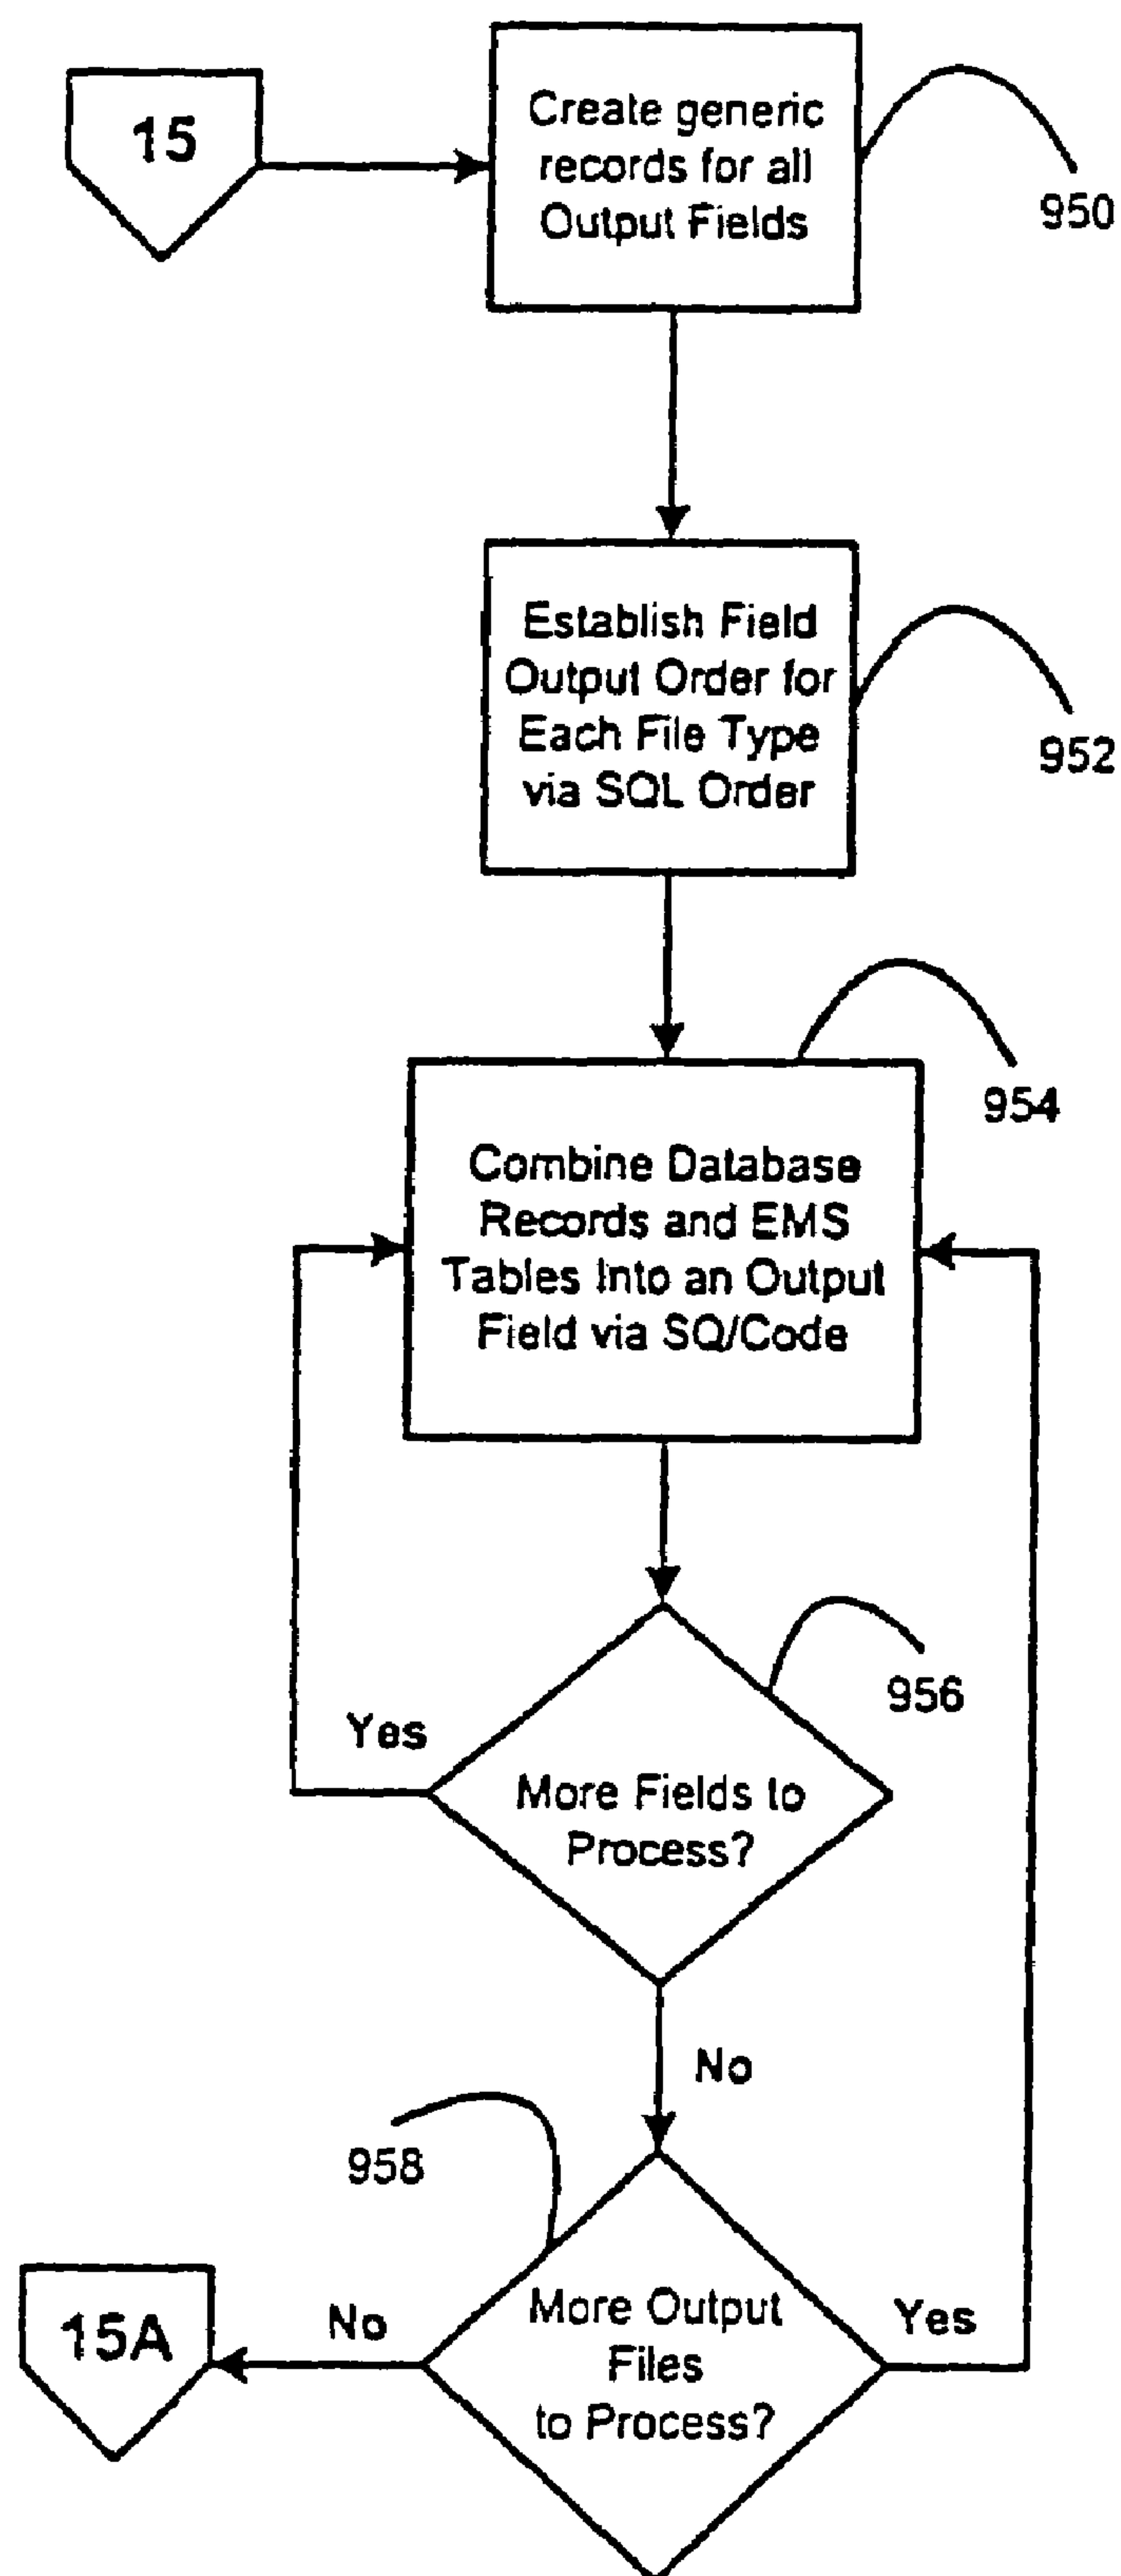 15
Create generic
records for all
Output Fields
950
Establish Field
Output Order for
Each File Type
via SQL Order
952
954
Combine Database
Records and EMS
Tables Into an Output
Field via SQ/Code
956
Yes
More Fields to
Process?
No
958
More Output
Files
to Process?
Yes
No
15A